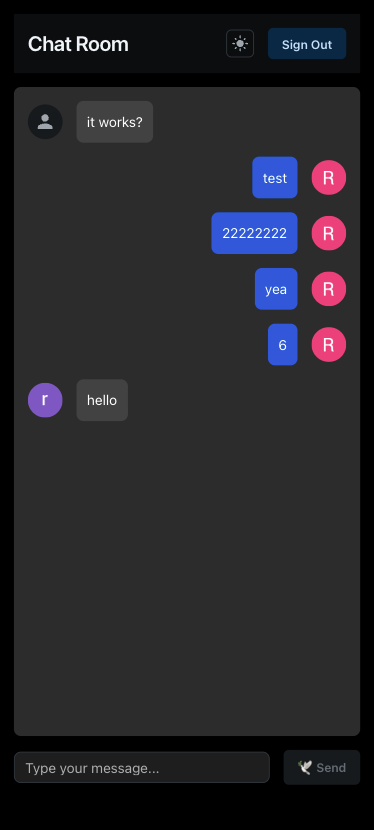 Chat Room
Sign Out
it works?
test
R
22222222
R
yea
R
6
R
r
hello
Type your message...
🕊️ Send